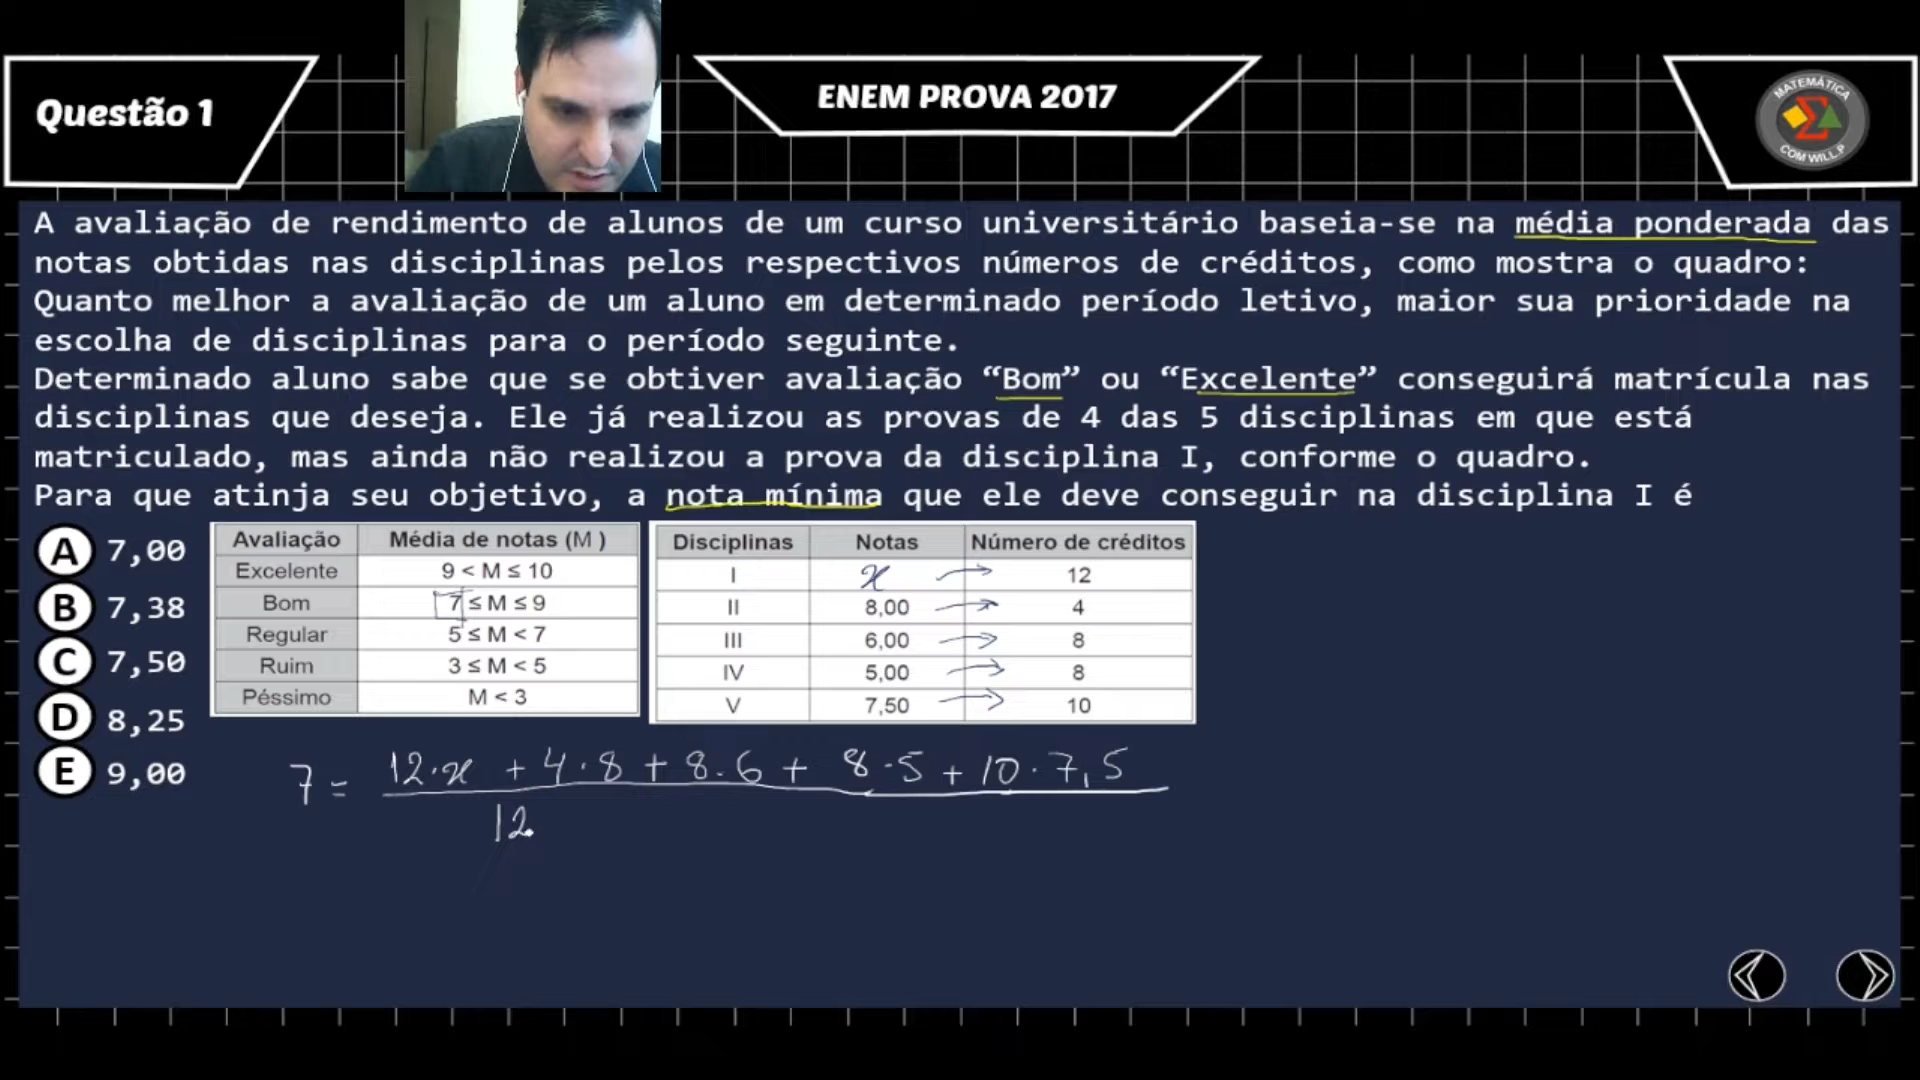 Questão 1
ENEM PROVA 2017
MATEMÁTICA
COM WILL.P
A avaliação de rendimento de alunos de um curso universitário baseia-se na média ponderada das
notas obtidas nas disciplinas pelos respectivos números de créditos, como mostra o quadro:
Quanto melhor a avaliação de um aluno em determinado período letivo, maior sua prioridade na
escolha de disciplinas para o período seguinte.
Determinado aluno sabe que se obtiver avaliação “Bom” ou “Excelente” conseguirá matrícula nas
disciplinas que deseja. Ele já realizou as provas de 4 das 5 disciplinas em que está
matriculado, mas ainda não realizou a prova da disciplina I, conforme o quadro.
Para que atinja seu objetivo, a nota mínima que ele deve conseguir na disciplina I é
A 7,00
B 7,38
C 7,50
D 8,25
E 9,00
Avaliação Média de notas (M )
Excelente 9 < M ≤ 10
Bom 7 ≤ M ≤ 9
Regular 5 ≤ M < 7
Ruim 3 ≤ M < 5
Péssimo M < 3
Disciplinas Notas Número de créditos
I x → 12
II 8,00 → 4
III 6,00 → 8
IV 5,00 → 8
V 7,50 → 10
7 = 12·x + 4·8 + 8.6 + 8·5 + 10·7,5
12